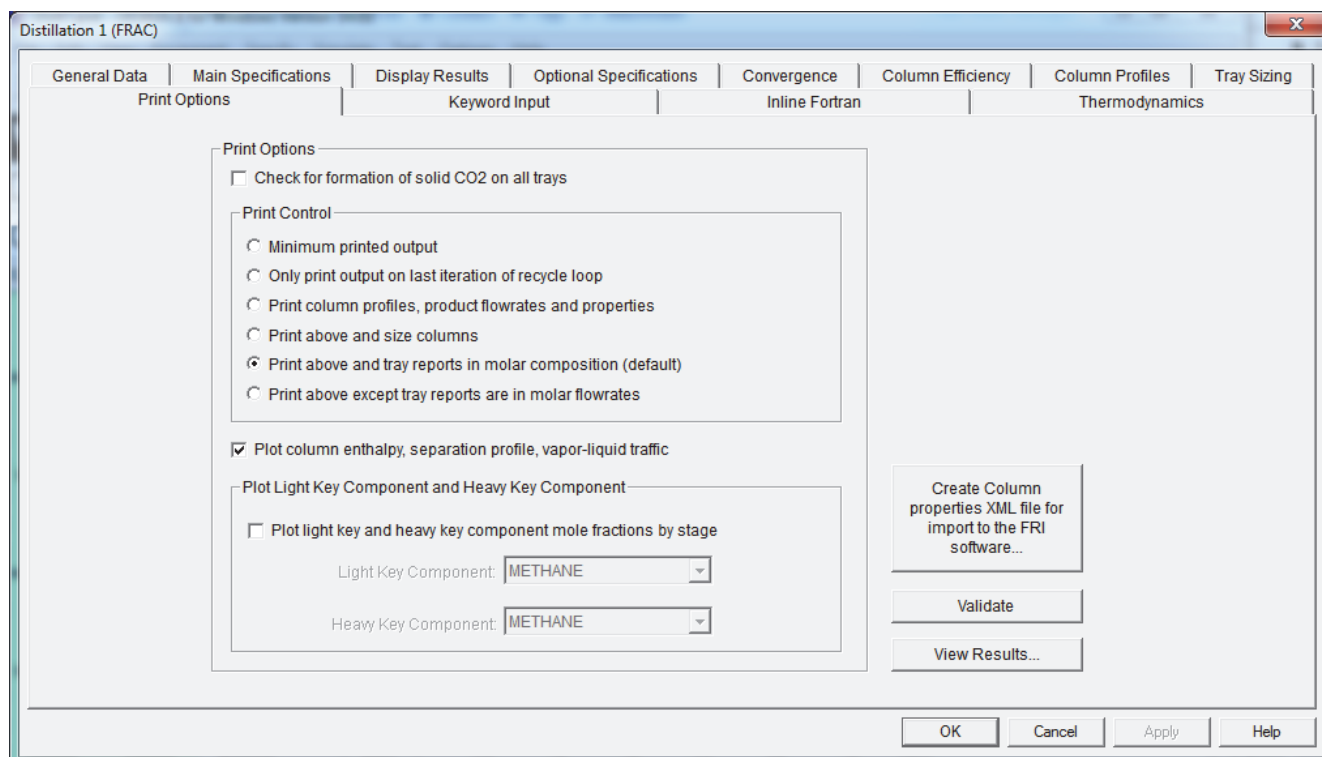 Distillation 1 (FRAC)
General Data
Main Specifications
Display Results
Optional Specifications
Convergence
Column Efficiency
Column Profiles
Tray Sizing
Print Options
Keyword Input
Inline Fortran
Thermodynamics
Print Options
Check for formation of solid CO2 on all trays
Print Control
Minimum printed output
Only print output on last iteration of recycle loop
Print column profiles, product flowrates and properties
Print above and size columns
Print above and tray reports in molar composition (default)
Print above except tray reports are in molar flowrates
Plot column enthalpy, separation profile, vapor-liquid traffic
Plot Light Key Component and Heavy Key Component
Plot light key and heavy key component mole fractions by stage
Light Key Component: METHANE
Heavy Key Component: METHANE
Create Column
properties XML file for
import to the FRI
software...
Validate
View Results...
OK
Cancel
Apply
Help